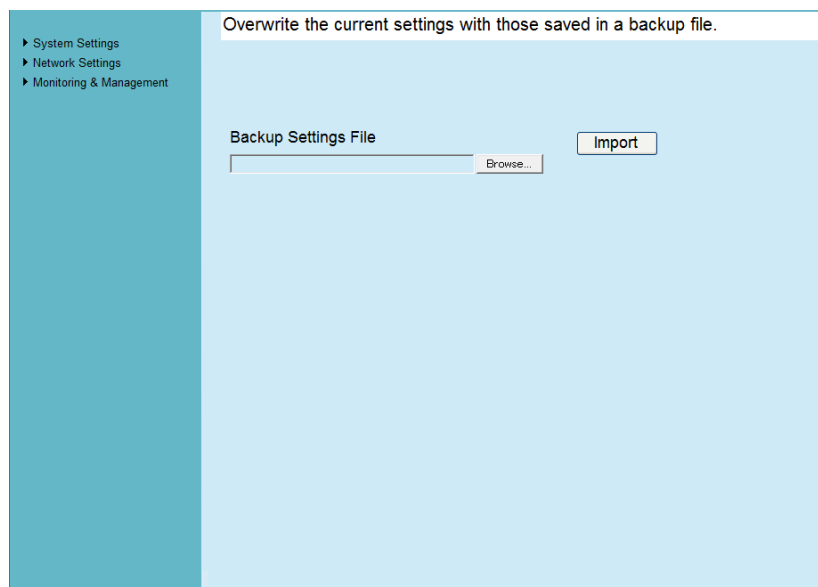 Overwrite the current settings with those saved in a backup file.
System Settings
Network Settings
Monitoring & Management
Backup Settings File
Import
Browse...